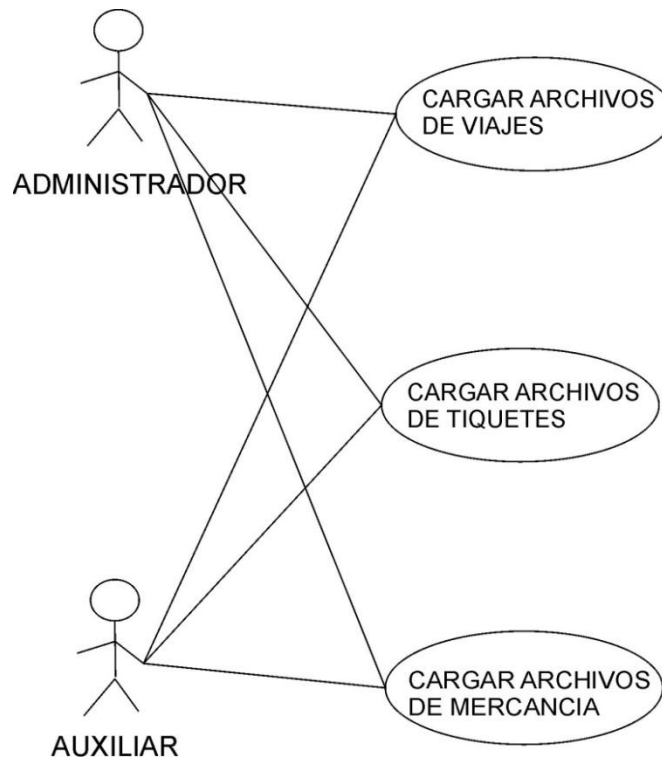 CARGAR ARCHIVOS
DE VIAJES
ADMINISTRADOR
CARGAR ARCHIVOS
DE TIQUETES
CARGAR ARCHIVOS
DE MERCANCIA
AUXILIAR